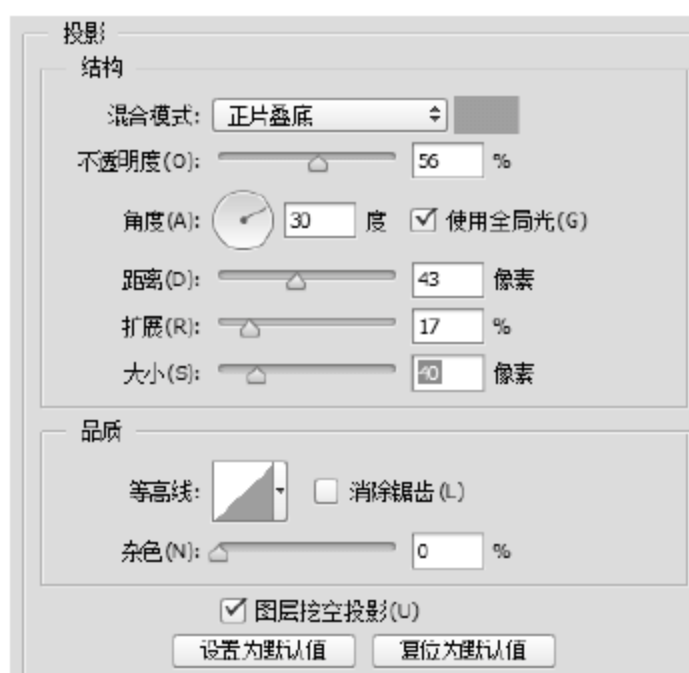 投影
结构
混合模式: 正片叠底
不透明度(O): 56 %
角度(A): 30 度 使用全局光(G)
距离(D): 43 像素
扩展(R): 17 %
大小(S): 40 像素
品质
等高线: 消除锯齿(L)
杂色(N): 0 %
图层挖空投影(U)
设置为默认值 复位为默认值